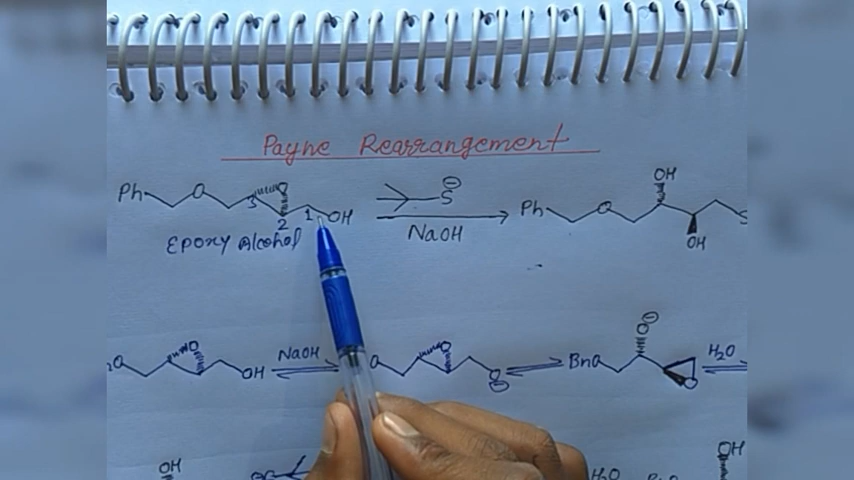 Payne Rearrangement
Ph O 3 O 2 1 OH S⊖ NaOH Ph O OH OH S
Epoxy Alcohol
O O OH NaOH O O⊖ BnO O⊖ O H₂O
OH H₂O OH